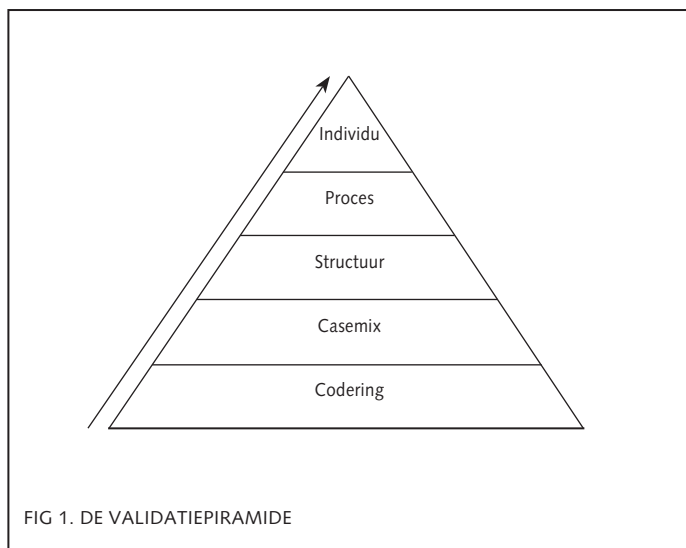 Individu
Proces
Structuur
Casemix
Codering
FIG 1. DE VALIDATIEPIRAMIDE